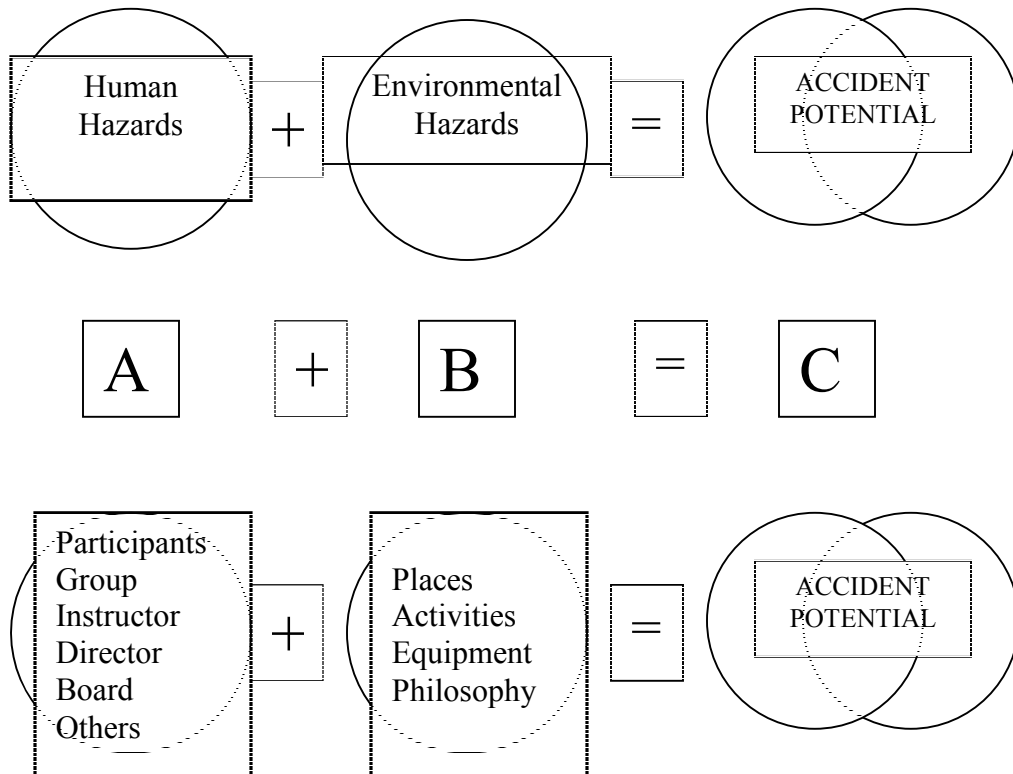 Human
Hazards
+
Environmental
Hazards
=
ACCIDENT
POTENTIAL
A
+
B
=
C
Participants
Group
Instructor
Director
Board
Others
+
Places
Activities
Equipment
Philosophy
=
ACCIDENT
POTENTIAL